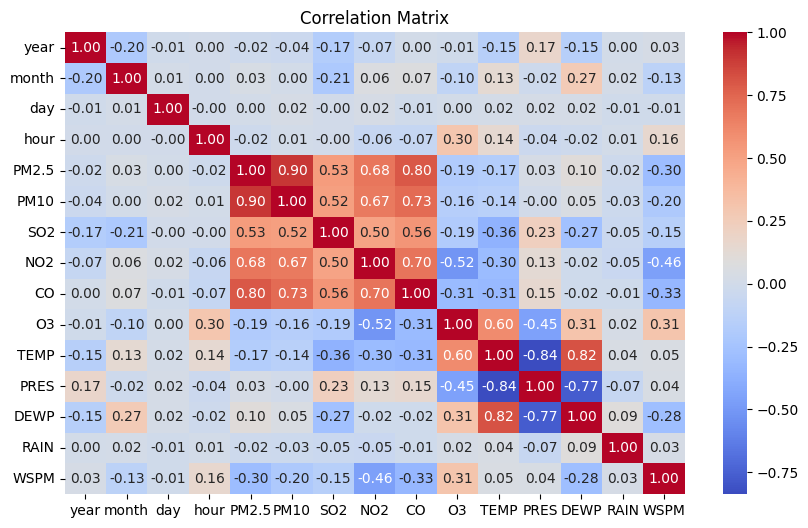 Correlation Matrix
year 1.00 -0.20 -0.01 0.00 -0.02 -0.04 -0.17 -0.07 0.00 -0.01 -0.15 0.17 -0.15 0.00 0.03
month -0.20 1.00 0.01 0.00 0.03 0.00 -0.21 0.06 0.07 -0.10 0.13 -0.02 0.27 0.02 -0.13
day -0.01 0.01 1.00 -0.00 0.00 0.02 -0.00 0.02 -0.01 0.00 0.02 0.02 0.02 -0.01 -0.01
hour 0.00 0.00 -0.00 1.00 -0.02 0.01 -0.00 -0.06 -0.07 0.30 0.14 -0.04 -0.02 0.01 0.16
PM2.5 -0.02 0.03 0.00 -0.02 1.00 0.90 0.53 0.68 0.80 -0.19 -0.17 0.03 0.10 -0.02 -0.30
PM10 -0.04 0.00 0.02 0.01 0.90 1.00 0.52 0.67 0.73 -0.16 -0.14 -0.00 0.05 -0.03 -0.20
SO2 -0.17 -0.21 -0.00 -0.00 0.53 0.52 1.00 0.50 0.56 -0.19 -0.36 0.23 -0.27 -0.05 -0.15
NO2 -0.07 0.06 0.02 -0.06 0.68 0.67 0.50 1.00 0.70 -0.52 -0.30 0.13 -0.02 -0.05 -0.46
CO 0.00 0.07 -0.01 -0.07 0.80 0.73 0.56 0.70 1.00 -0.31 -0.31 0.15 -0.02 -0.01 -0.33
O3 -0.01 -0.10 0.00 0.30 -0.19 -0.16 -0.19 -0.52 -0.31 1.00 0.60 -0.45 0.31 0.02 0.31
TEMP -0.15 0.13 0.02 0.14 -0.17 -0.14 -0.36 -0.30 -0.31 0.60 1.00 -0.84 0.82 0.04 0.05
PRES 0.17 -0.02 0.02 -0.04 0.03 -0.00 0.23 0.13 0.15 -0.45 -0.84 1.00 -0.77 -0.07 0.04
DEWP -0.15 0.27 0.02 -0.02 0.10 0.05 -0.27 -0.02 -0.02 0.31 0.82 -0.77 1.00 0.09 -0.28
RAIN 0.00 0.02 -0.01 0.01 -0.02 -0.03 -0.05 -0.05 -0.01 0.02 0.04 -0.07 0.09 1.00 0.03
WSPM 0.03 -0.13 -0.01 0.16 -0.30 -0.20 -0.15 -0.46 -0.33 0.31 0.05 0.04 -0.28 0.03 1.00
year month day hour PM2.5 PM10 SO2 NO2 CO O3 TEMP PRES DEWP RAIN WSPM
1.00
0.75
0.50
0.25
0.00
−0.25
−0.50
−0.75